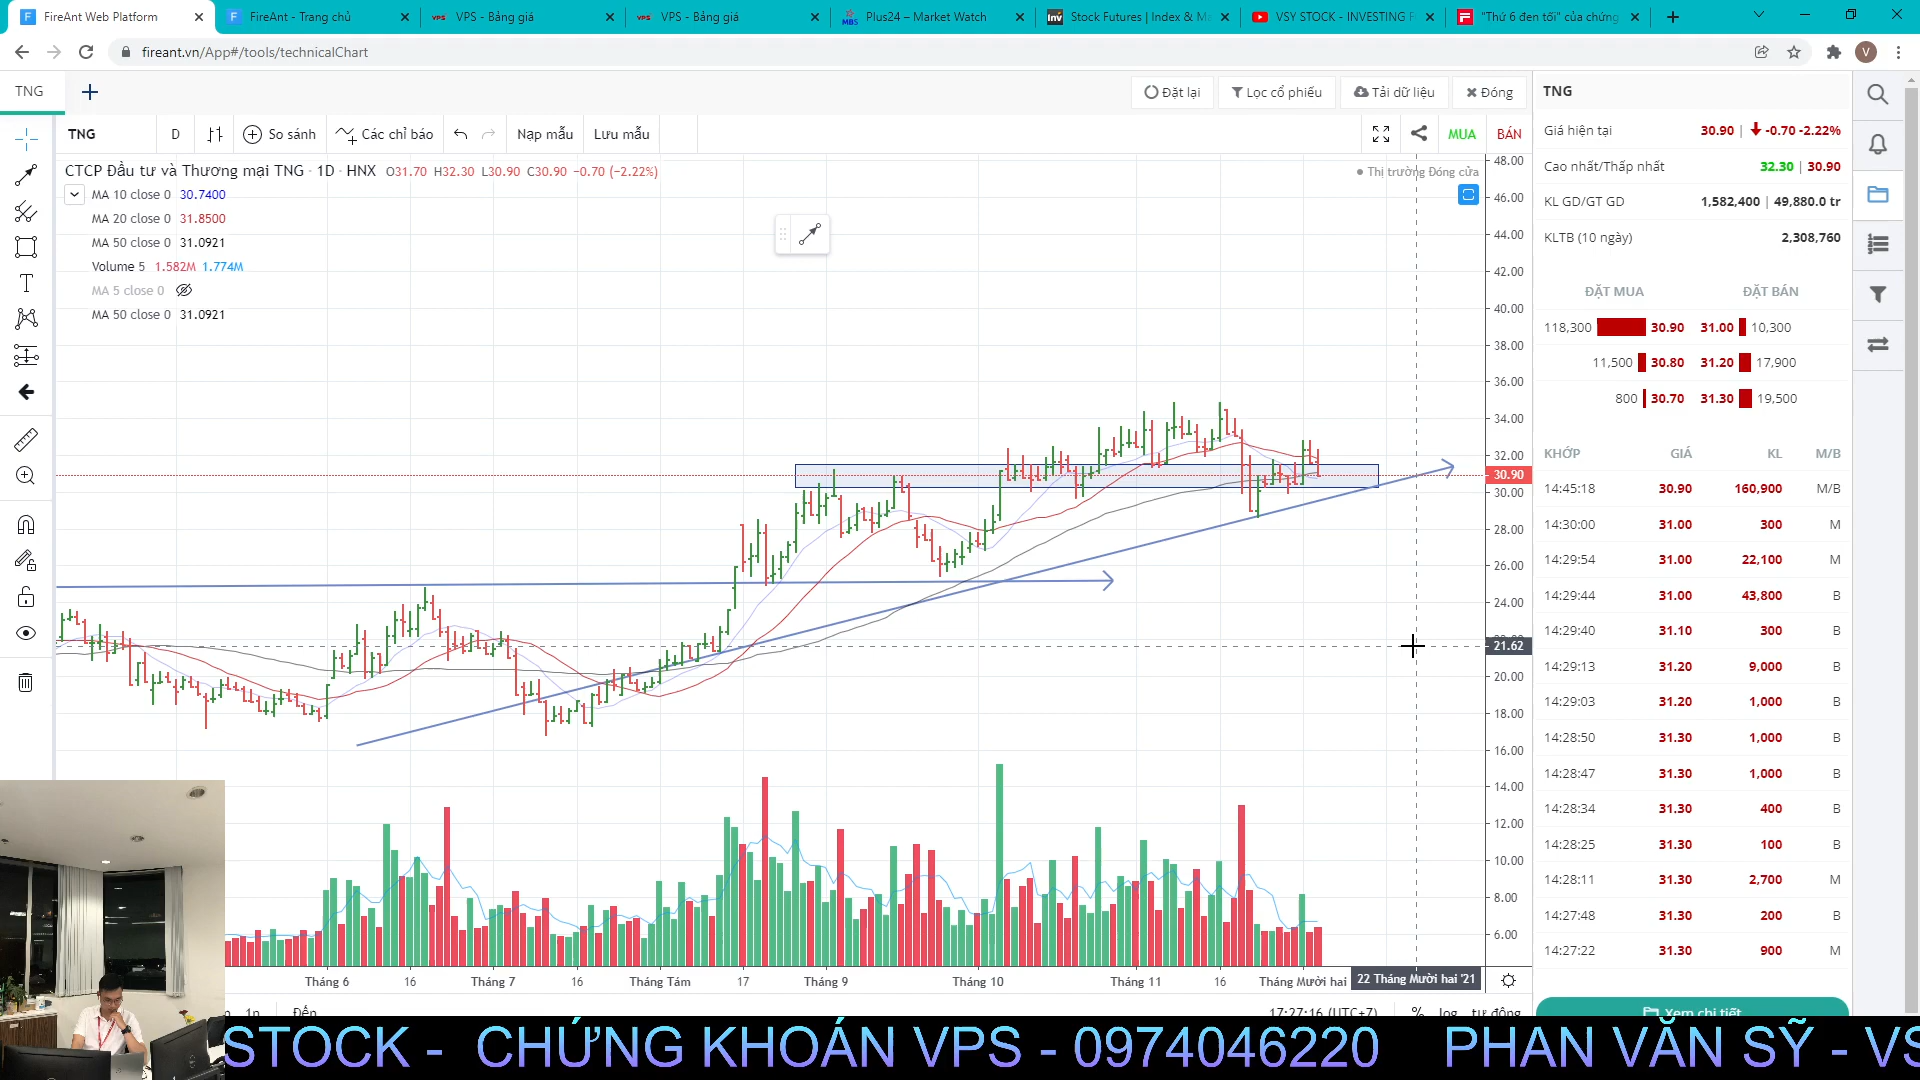 FireAnt Web Platform
FireAnt - Trang chủ
VPS - Bảng giá
VPS - Bảng giá
Plus24 – Market Watch
Stock Futures | Index & M
VSY STOCK - INVESTING F
"Thứ 6 đen tối" của chứng
fireant.vn/App#/tools/technicalChart
V
TNG
Đặt lại
Lọc cổ phiếu
Tải dữ liệu
Đóng
TNG
D
So sánh
Các chỉ báo
Nạp mẫu
Lưu mẫu
MUA
BÁN
CTCP Đầu tư và Thương mại TNG · 1D · HNX O31.70 H32.30 L30.90 C30.90 −0.70 (−2.22%)
Thị trường Đóng cửa
MA 10 close 0 30.7400
MA 20 close 0 31.8500
MA 50 close 0 31.0921
Volume 5 1.582M 1.774M
MA 5 close 0
MA 50 close 0 31.0921
48.00
46.00
44.00
42.00
40.00
38.00
36.00
34.00
32.00
30.90
30.00
28.00
26.00
24.00
21.62
20.00
18.00
16.00
14.00
12.00
10.00
8.00
6.00
Tháng 6
16
Tháng 7
16
Tháng Tám
17
Tháng 9
Tháng 10
Tháng 11
16
Tháng Mười hai
22 Tháng Mười hai '21
1n
Đến
17:27:16 (UTC+7)
%
log
tự động
TNG
Giá hiện tại 30.90 | -0.70 -2.22%
Cao nhất/Thấp nhất 32.30 | 30.90
KL GD/GT GD 1,582,400 | 49,880.0 tr
KLTB (10 ngày) 2,308,760
ĐẶT MUA ĐẶT BÁN
118,300 30.90 31.00 10,300
11,500 30.80 31.20 17,900
800 30.70 31.30 19,500
KHỚP GIÁ KL M/B
14:45:18 30.90 160,900 M/B
14:30:00 31.00 300 M
14:29:54 31.00 22,100 M
14:29:44 31.00 43,800 B
14:29:40 31.10 300 B
14:29:13 31.20 9,000 B
14:29:03 31.20 1,000 B
14:28:50 31.30 1,000 B
14:28:47 31.30 1,000 B
14:28:34 31.30 400 B
14:28:25 31.30 100 B
14:28:11 31.30 2,700 M
14:27:48 31.30 200 B
14:27:22 31.30 900 M
Xem chi tiết
STOCK - CHỨNG KHOÁN VPS - 0974046220 PHAN VĂN SỸ - VS